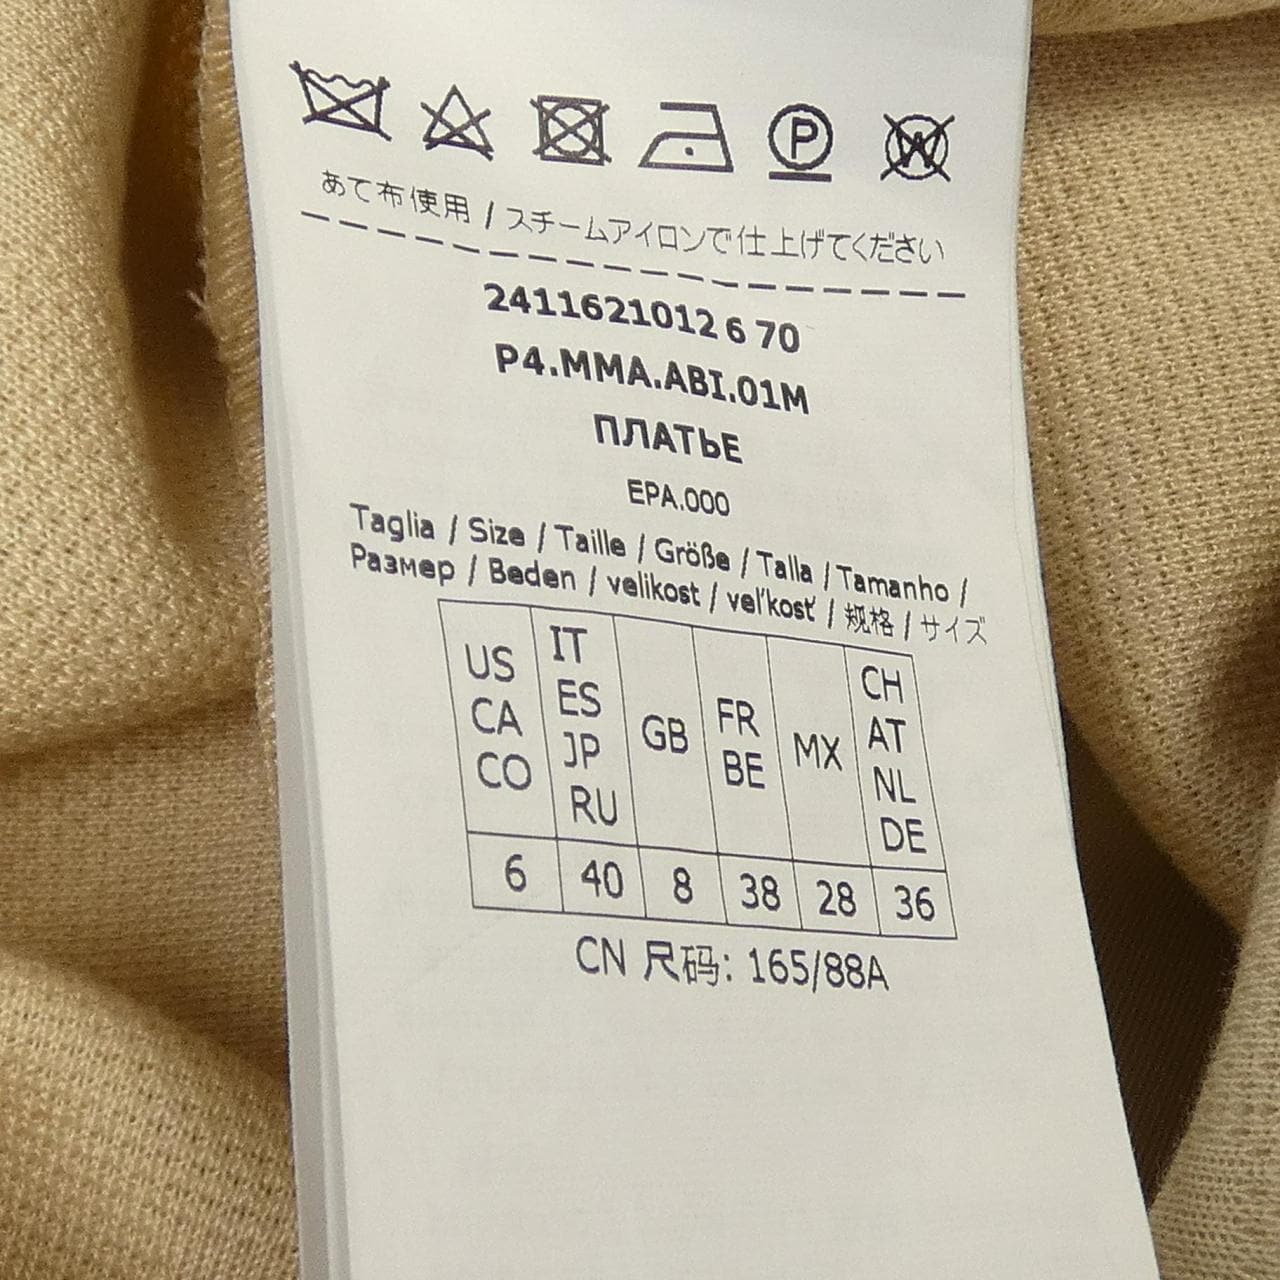 P
W
あて布使用 / スチームアイロンで仕上げてください
2411621012 6 70
P4.MMA.ABI.01M
ПЛАТЬЕ
EPA.000
Taglia / Size / Taille / Größe / Talla / Tamanho /
Размер / Beden / velikost / veľkosť / 规格 / サイズ
US CA CO
IT ES JP RU
GB
FR BE
MX
CH AT NL DE
6 40 8 38 28 36
CN 尺码: 165/88A